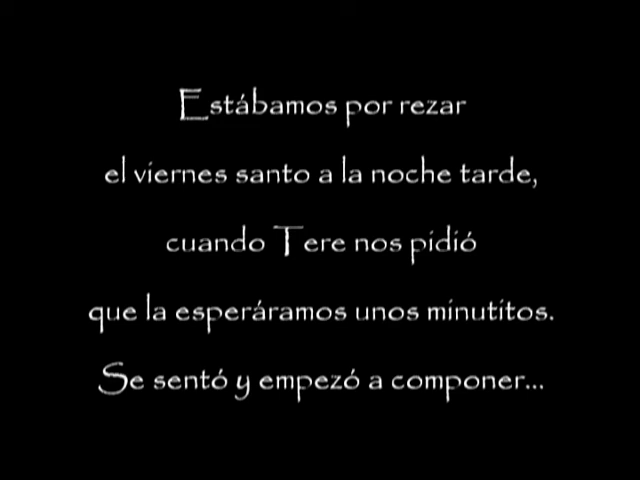 Estábamos por rezar
el viernes santo a la noche tarde,
cuando Tere nos pidió
que la esperáramos unos minutitos.
Se sentó y empezó a componer...